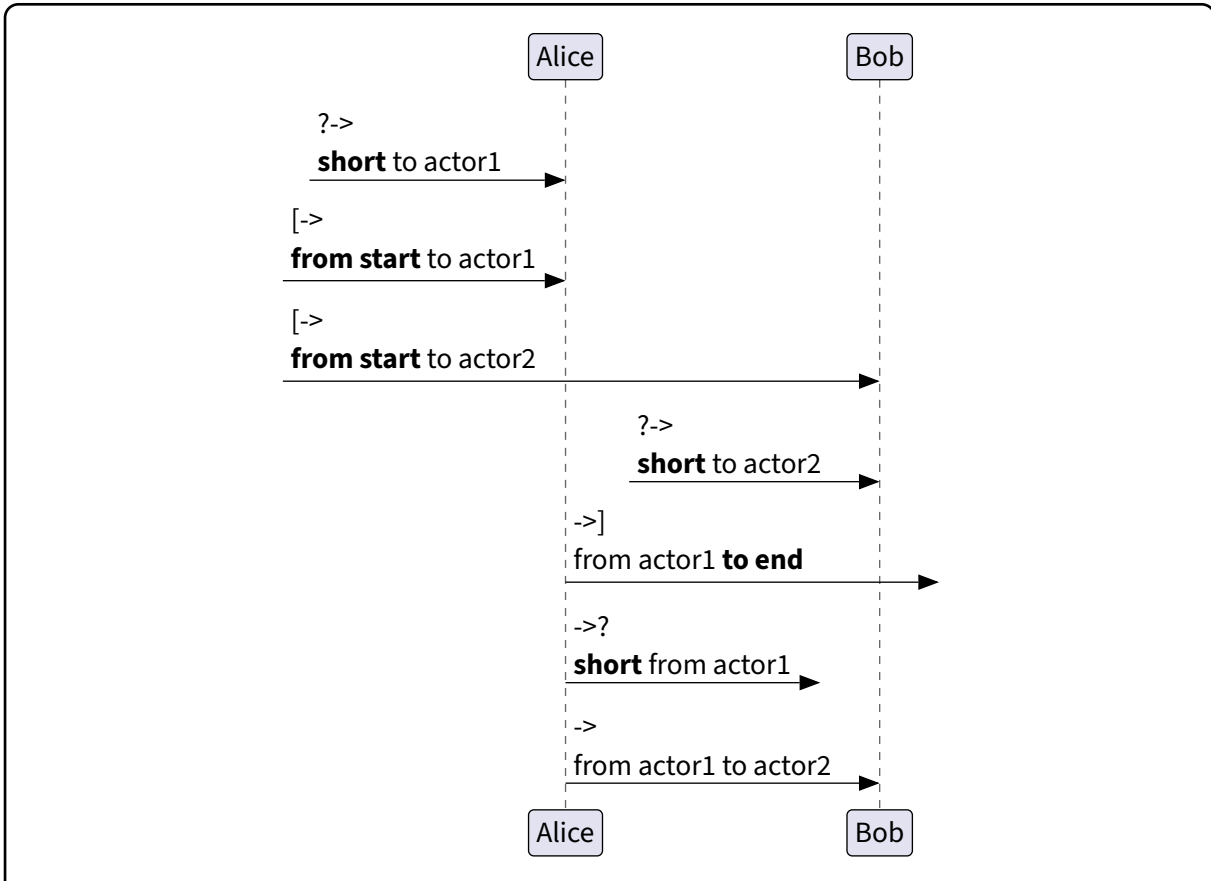 Alice Bob
?->
short to actor1
[->
from start to actor1
[->
from start to actor2
?->
short to actor2
->]
from actor1 to end
->?
short from actor1
->
from actor1 to actor2
Alice Bob